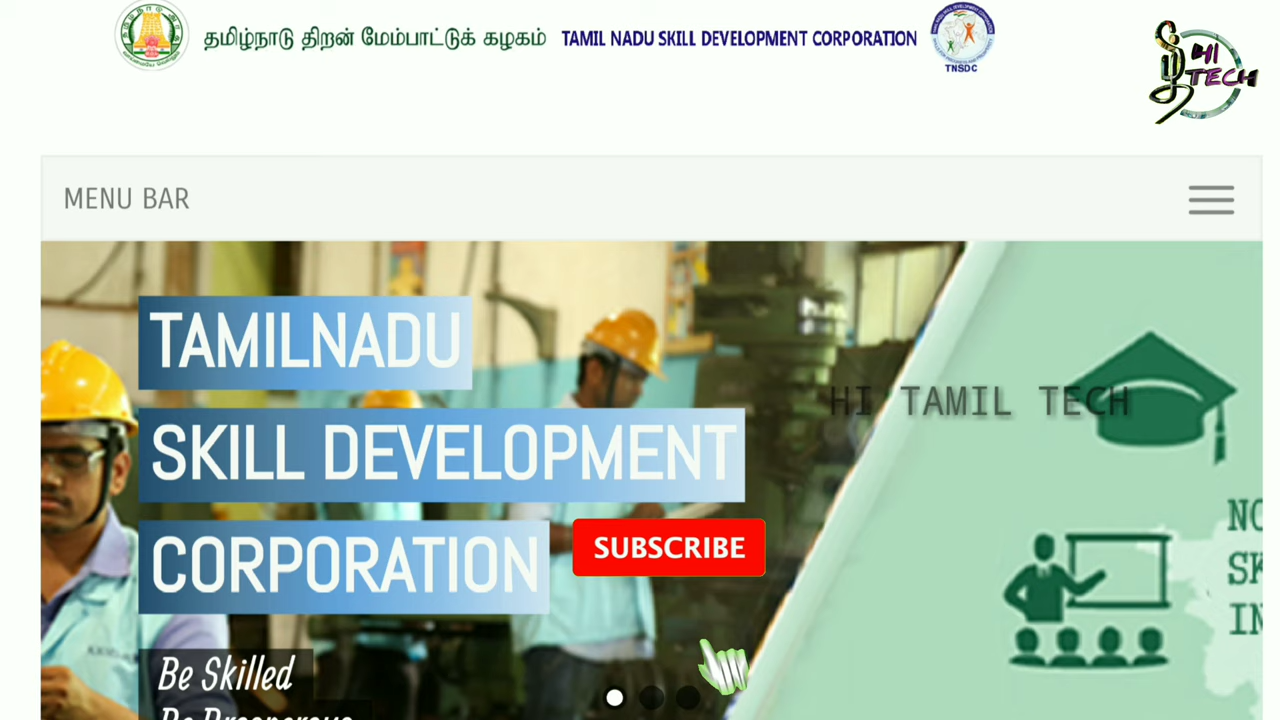 தமிழ்நாடு திறன் மேம்பாட்டுக் கழகம் TAMIL NADU SKILL DEVELOPMENT CORPORATION
TNSDC
HI
TECH
MENU BAR
TAMILNADU
HI TAMIL TECH
SKILL DEVELOPMENT
CORPORATION
SUBSCRIBE
Be Skilled